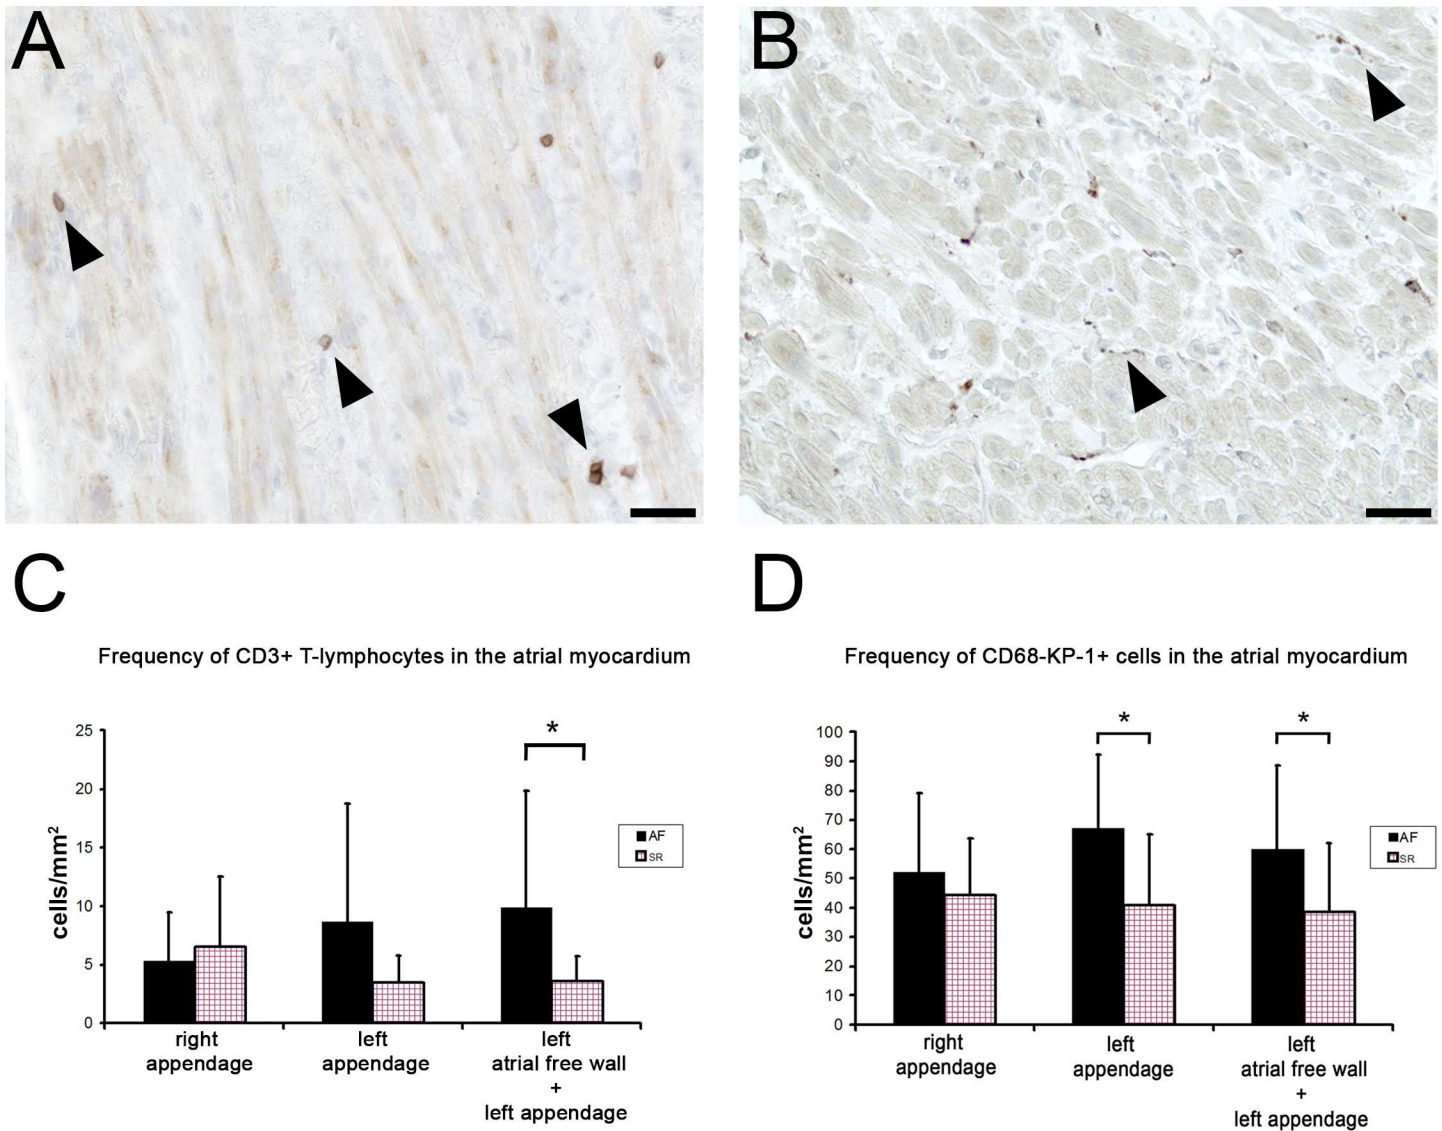 A
B
C
Frequency of CD3+ T-lymphocytes in the atrial myocardium
25
20
15
10
5
0
cells/mm²
*
AF
SR
right
appendage
left
appendage
left
atrial free wall
+
left appendage
D
Frequency of CD68-KP-1+ cells in the atrial myocardium
100
90
80
70
60
50
40
30
20
10
0
cells/mm²
*
*
AF
SR
right
appendage
left
appendage
left
atrial free wall
+
left appendage